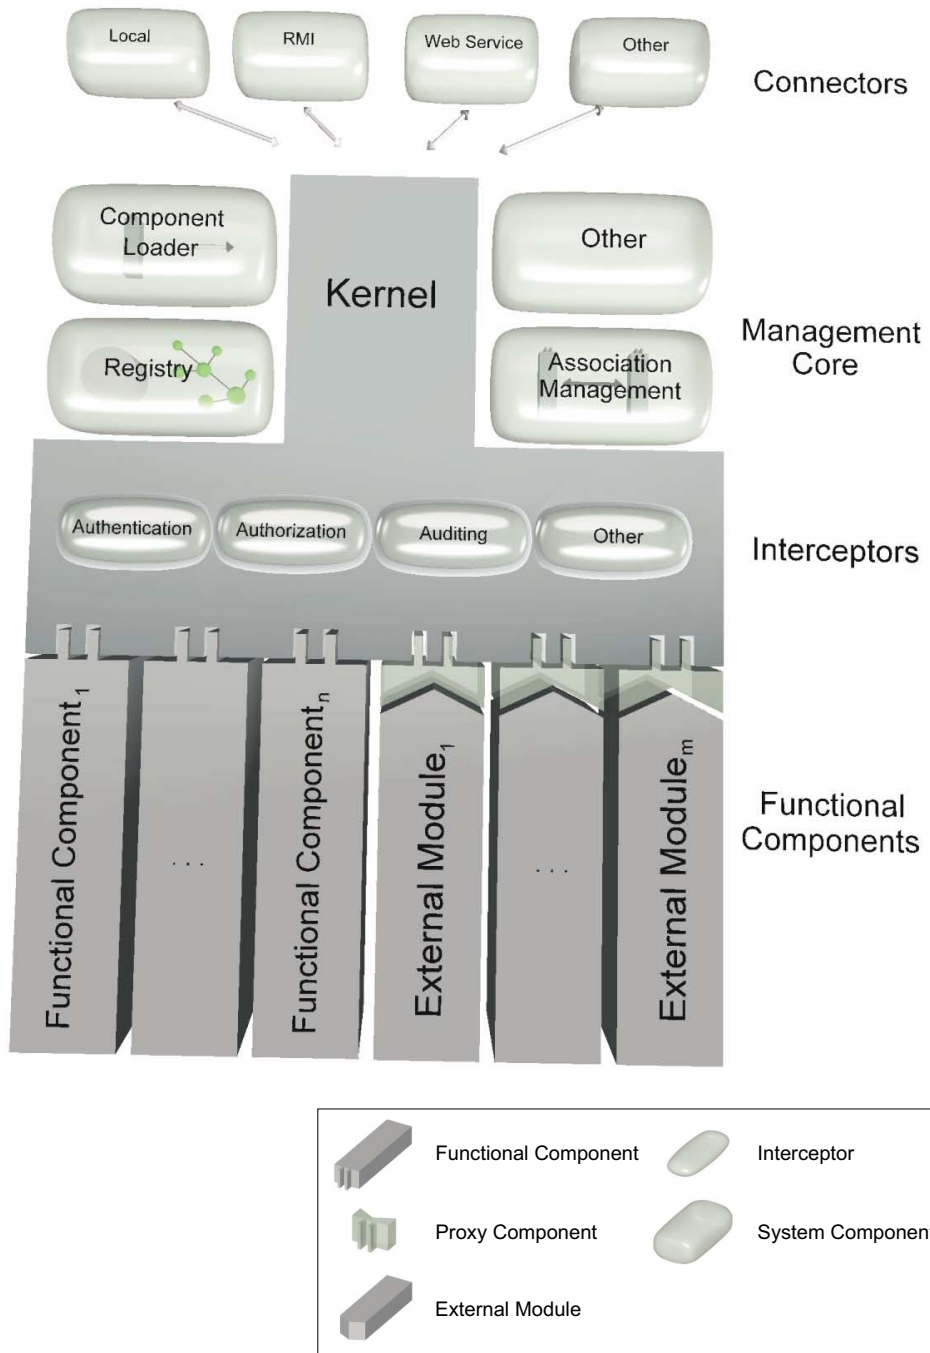 Local
RMI
Web Service
Other
Connectors
Component
Loader
Other
Kernel
Management
Core
Registry
Association
Management
Authentication
Authorization
Auditing
Other
Interceptors
Functional Component1
. . .
Functional Componentn
External Module1
. . .
External Modulem
Functional
Components
Functional Component
Interceptor
Proxy Component
System Component
External Module